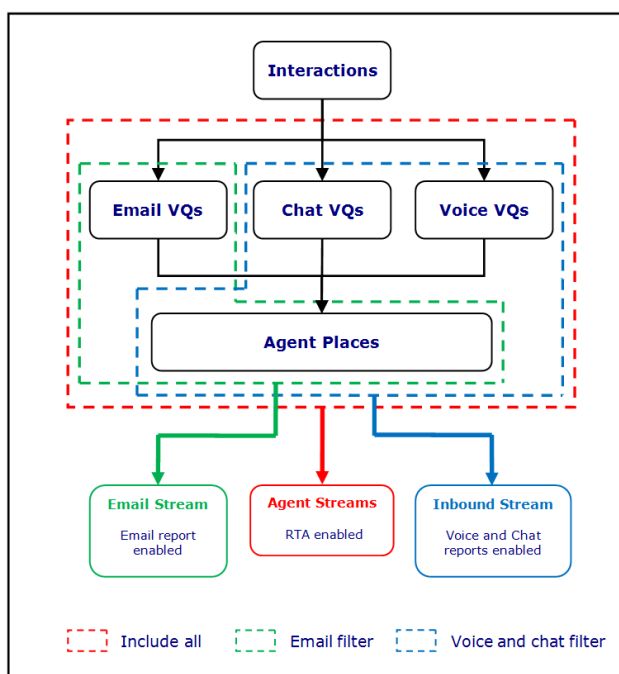 Interactions
Email VQs
Chat VQs
Voice VQs
Agent Places
Email Stream
Email report
enabled
Agent Streams
RTA enabled
Inbound Stream
Voice and Chat
reports enabled
Include all
Email filter
Voice and chat filter